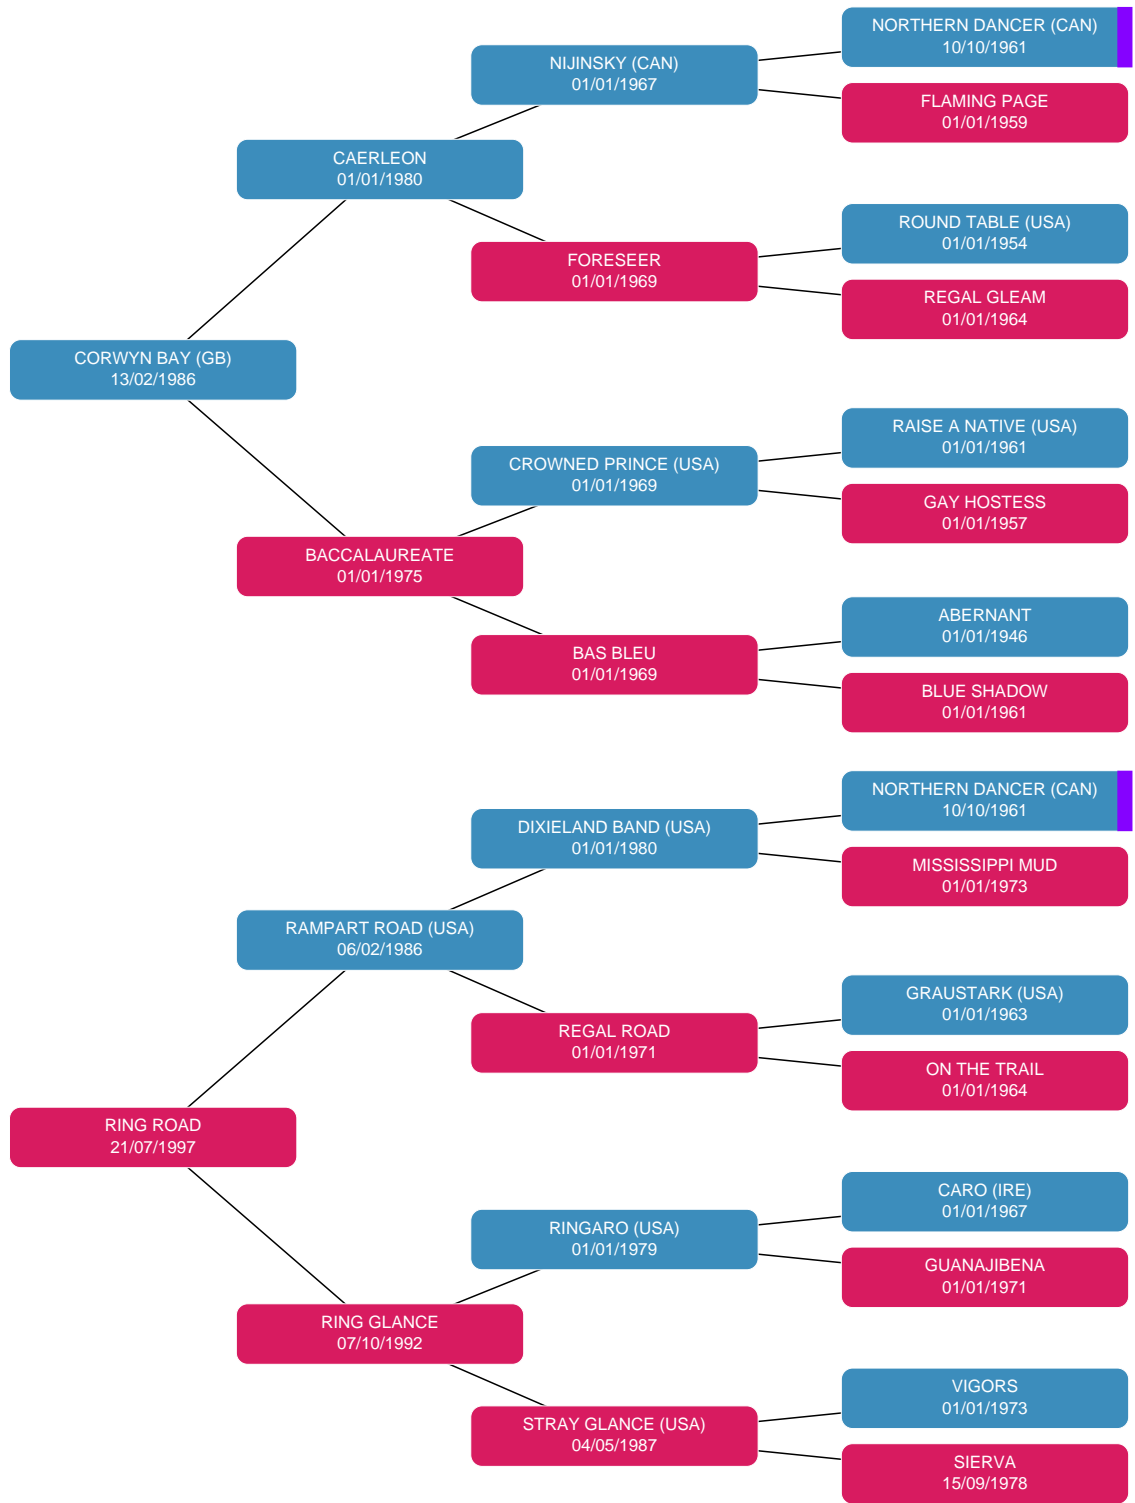 NORTHERN DANCER (CAN)
10/10/1961
NIJINSKY (CAN)
01/01/1967
FLAMING PAGE
01/01/1959
CAERLEON
01/01/1980
ROUND TABLE (USA)
01/01/1954
FORESEER
01/01/1969
REGAL GLEAM
01/01/1964
CORWYN BAY (GB)
13/02/1986
RAISE A NATIVE (USA)
01/01/1961
CROWNED PRINCE (USA)
01/01/1969
GAY HOSTESS
01/01/1957
BACCALAUREATE
01/01/1975
ABERNANT
01/01/1946
BAS BLEU
01/01/1969
BLUE SHADOW
01/01/1961
NORTHERN DANCER (CAN)
10/10/1961
DIXIELAND BAND (USA)
01/01/1980
MISSISSIPPI MUD
01/01/1973
RAMPART ROAD (USA)
06/02/1986
GRAUSTARK (USA)
01/01/1963
REGAL ROAD
01/01/1971
ON THE TRAIL
01/01/1964
RING ROAD
21/07/1997
CARO (IRE)
01/01/1967
RINGARO (USA)
01/01/1979
GUANAJIBENA
01/01/1971
RING GLANCE
07/10/1992
VIGORS
01/01/1973
STRAY GLANCE (USA)
04/05/1987
SIERVA
15/09/1978